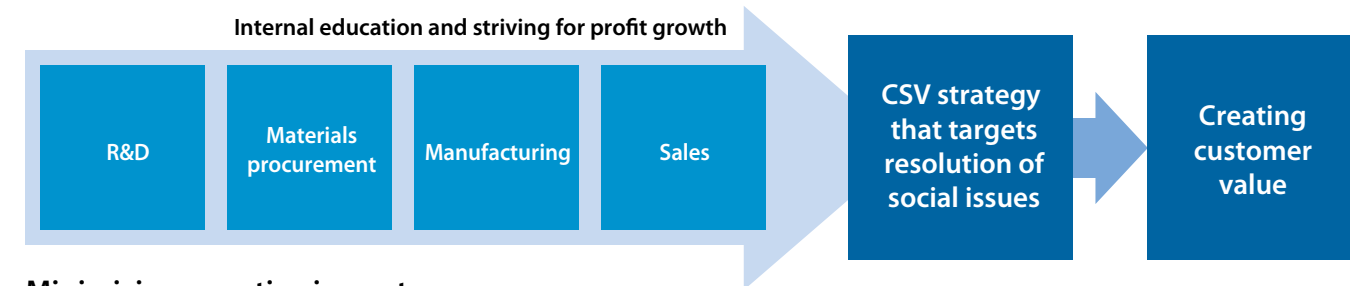 Internal education and striving for profit growth
R&D
Materials
procurement
Manufacturing
Sales
CSV strategy
that targets
resolution of
social issues
Creating
customer
value